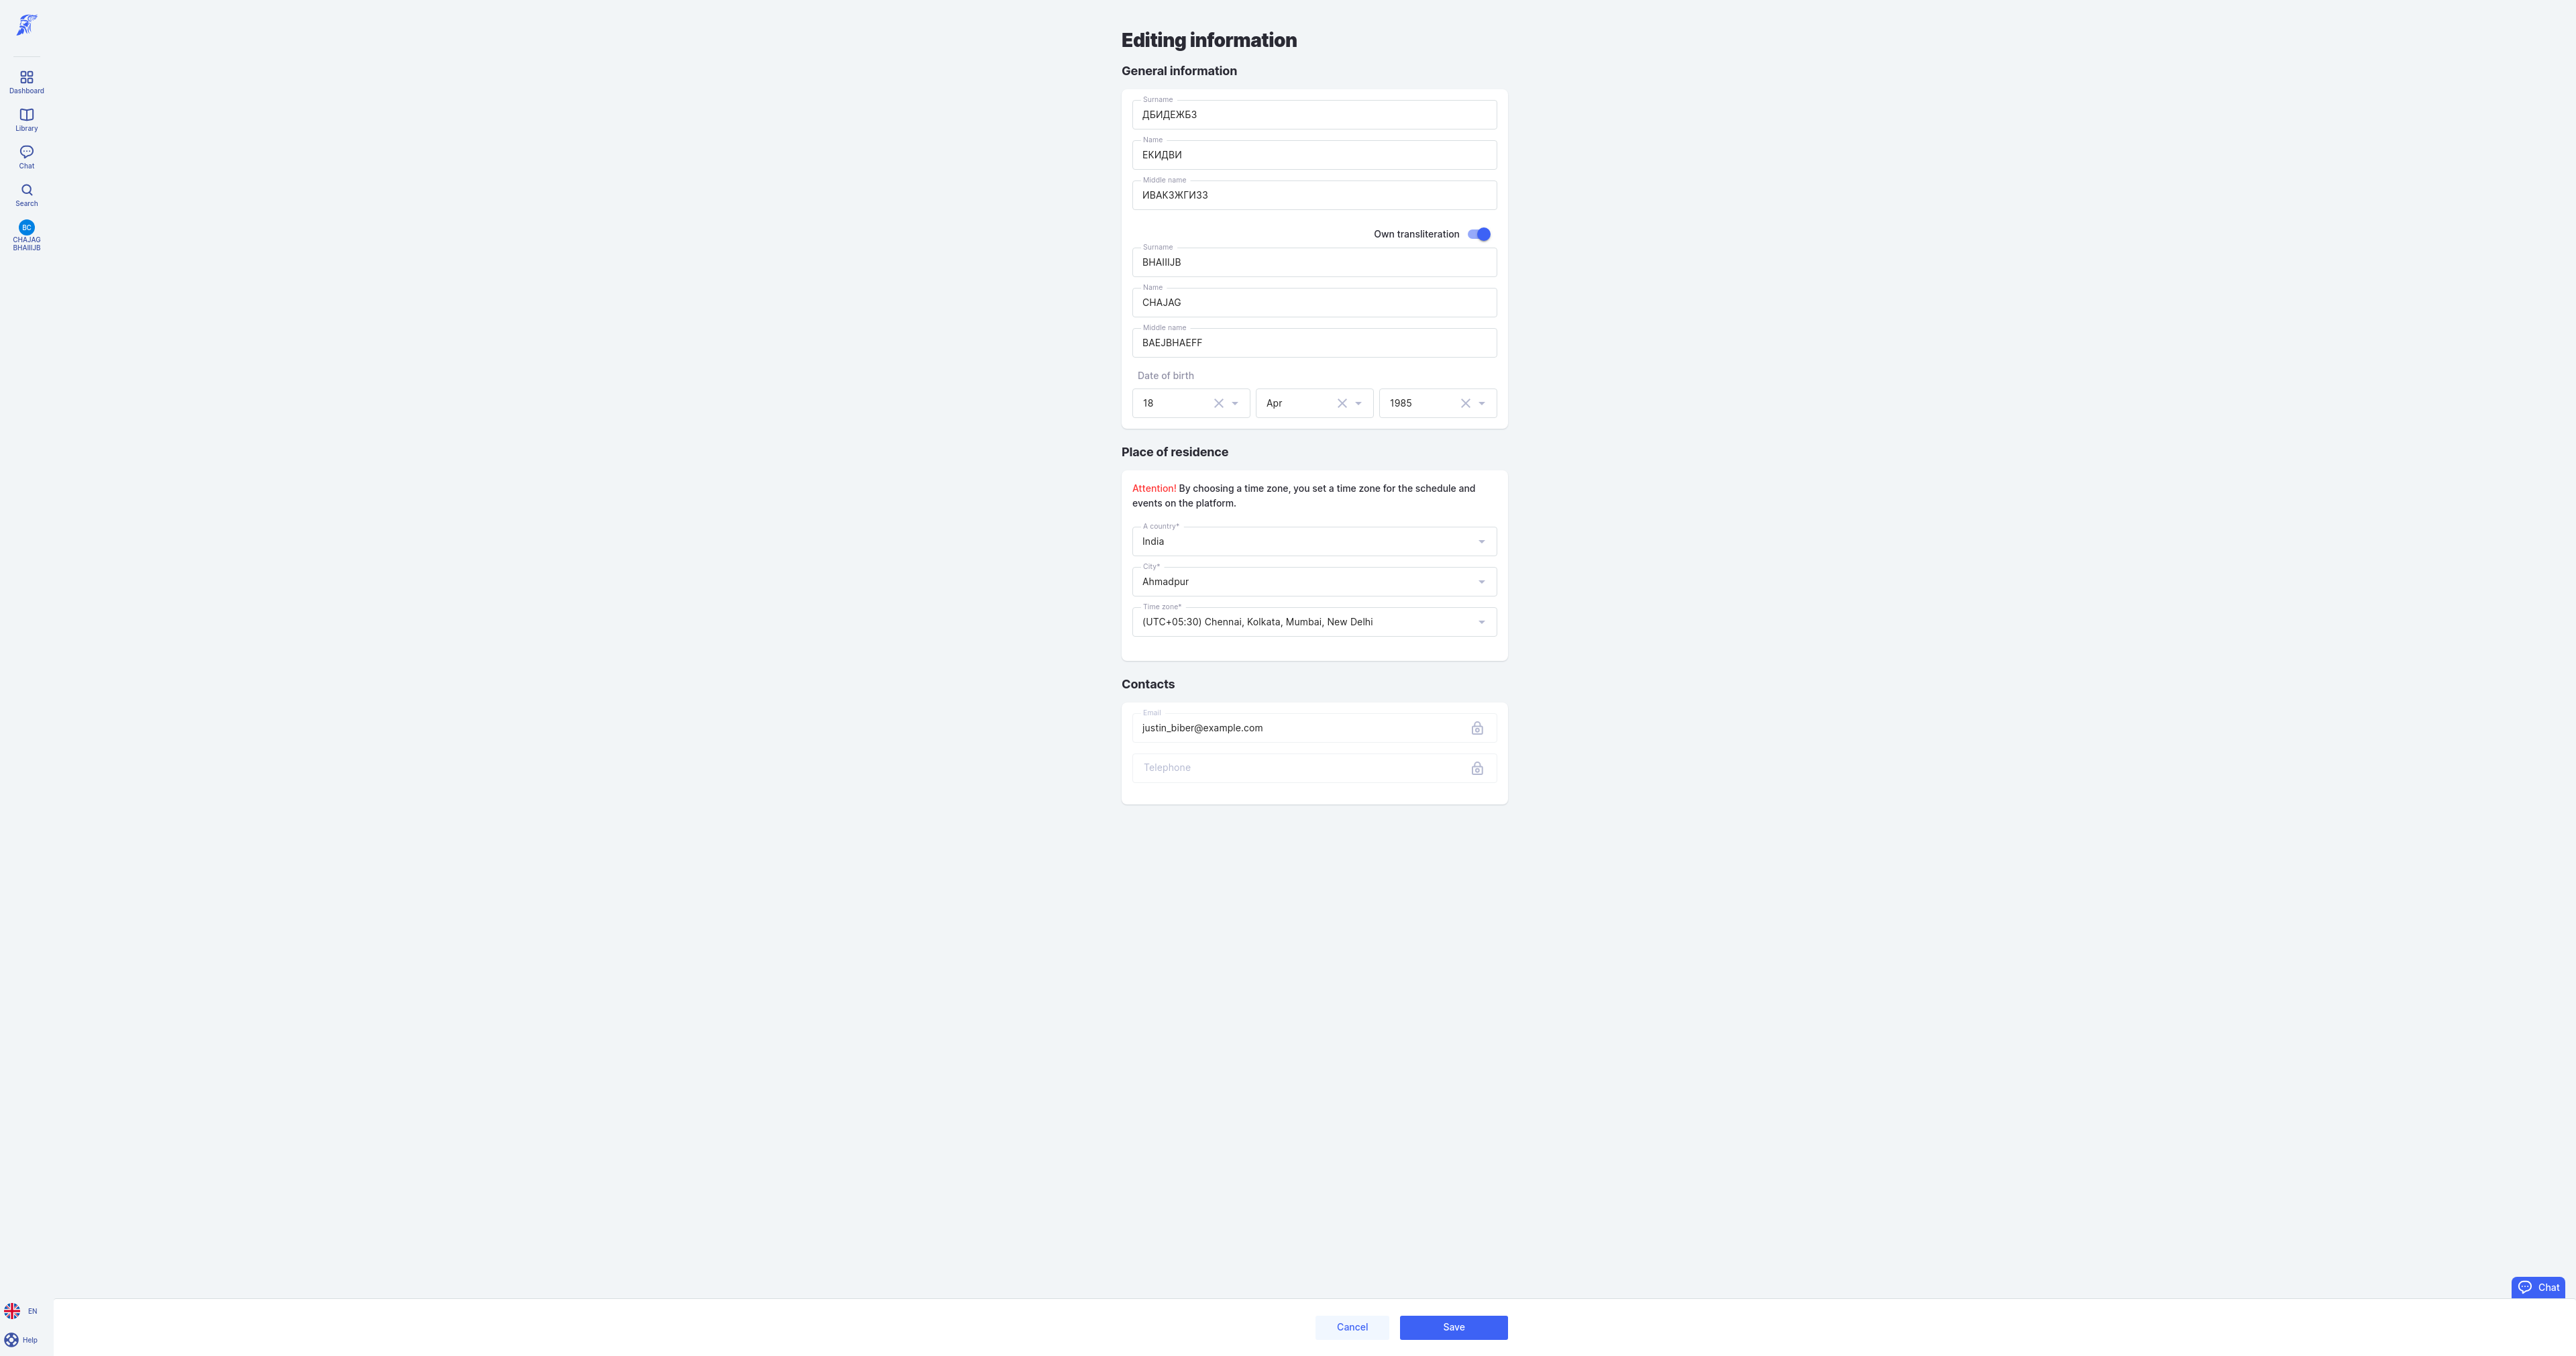 Dashboard
Library
Chat
Search
BC
CHAJAG
BHAIIIJB
Editing information
General information
Surname
ДБИДЕЖБЗ
Name
ЕКИДВИ
Middle name
ИВАКЗЖГИЗЗ
Own transliteration
Surname
BHAIIIJB
Name
CHAJAG
Middle name
BAEJBHAEFF
Date of birth
18 Apr 1985
Place of residence
Attention! By choosing a time zone, you set a time zone for the schedule and
events on the platform.
A country*
India
City*
Ahmadpur
Time zone*
(UTC+05:30) Chennai, Kolkata, Mumbai, New Delhi
Contacts
Email
justin_biber@example.com
Telephone
Chat
EN
Help
Cancel Save